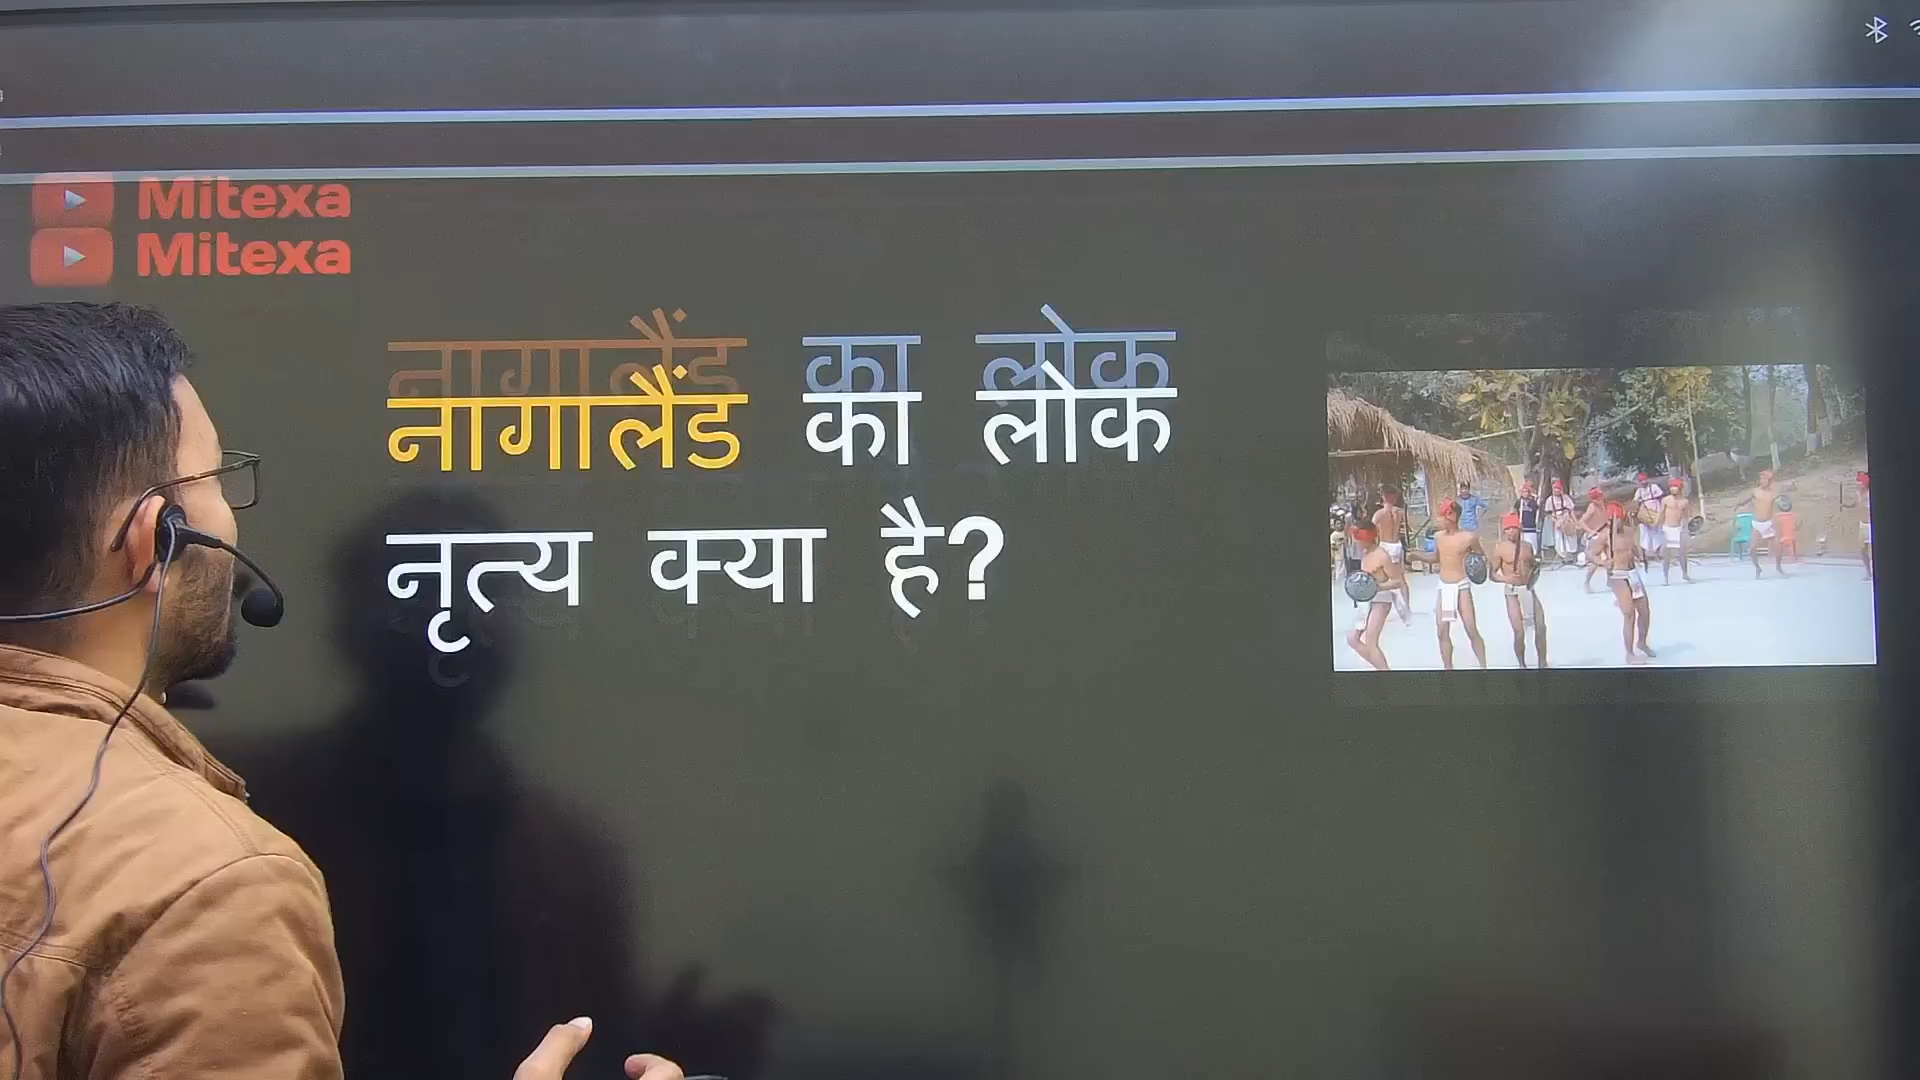 Mitexa
Mitexa
नागालैंड का लोक
नागालैंड का लोक
नृत्य क्या है?